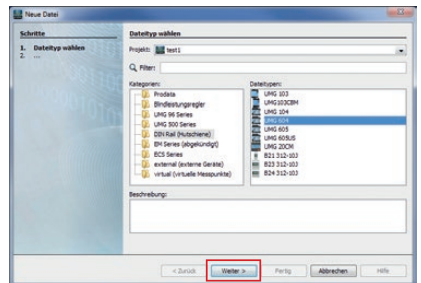 Neue Datei
Schritte
1. Dateityp wählen
2. ...
Dateityp wählen
Projekt: test1
Filter:
Kategorien:
Prodata
Blindleistungsregler
UMG 96 Series
UMG 500 Series
DIN Rail (Hutschiene)
EM Series (abgekündigt)
ECS Series
external (externe Geräte)
virtual (virtuelle Messpunkte)
Dateitypen:
UMG 103
UMG103CBM
UMG 104
UMG 604
UMG 605
UMG 605US
UMG 20CM
B21 312-10J
B23 312-10J
B24 312-10J
Beschreibung:
< Zurück
Weiter >
Fertig
Abbrechen
Hilfe